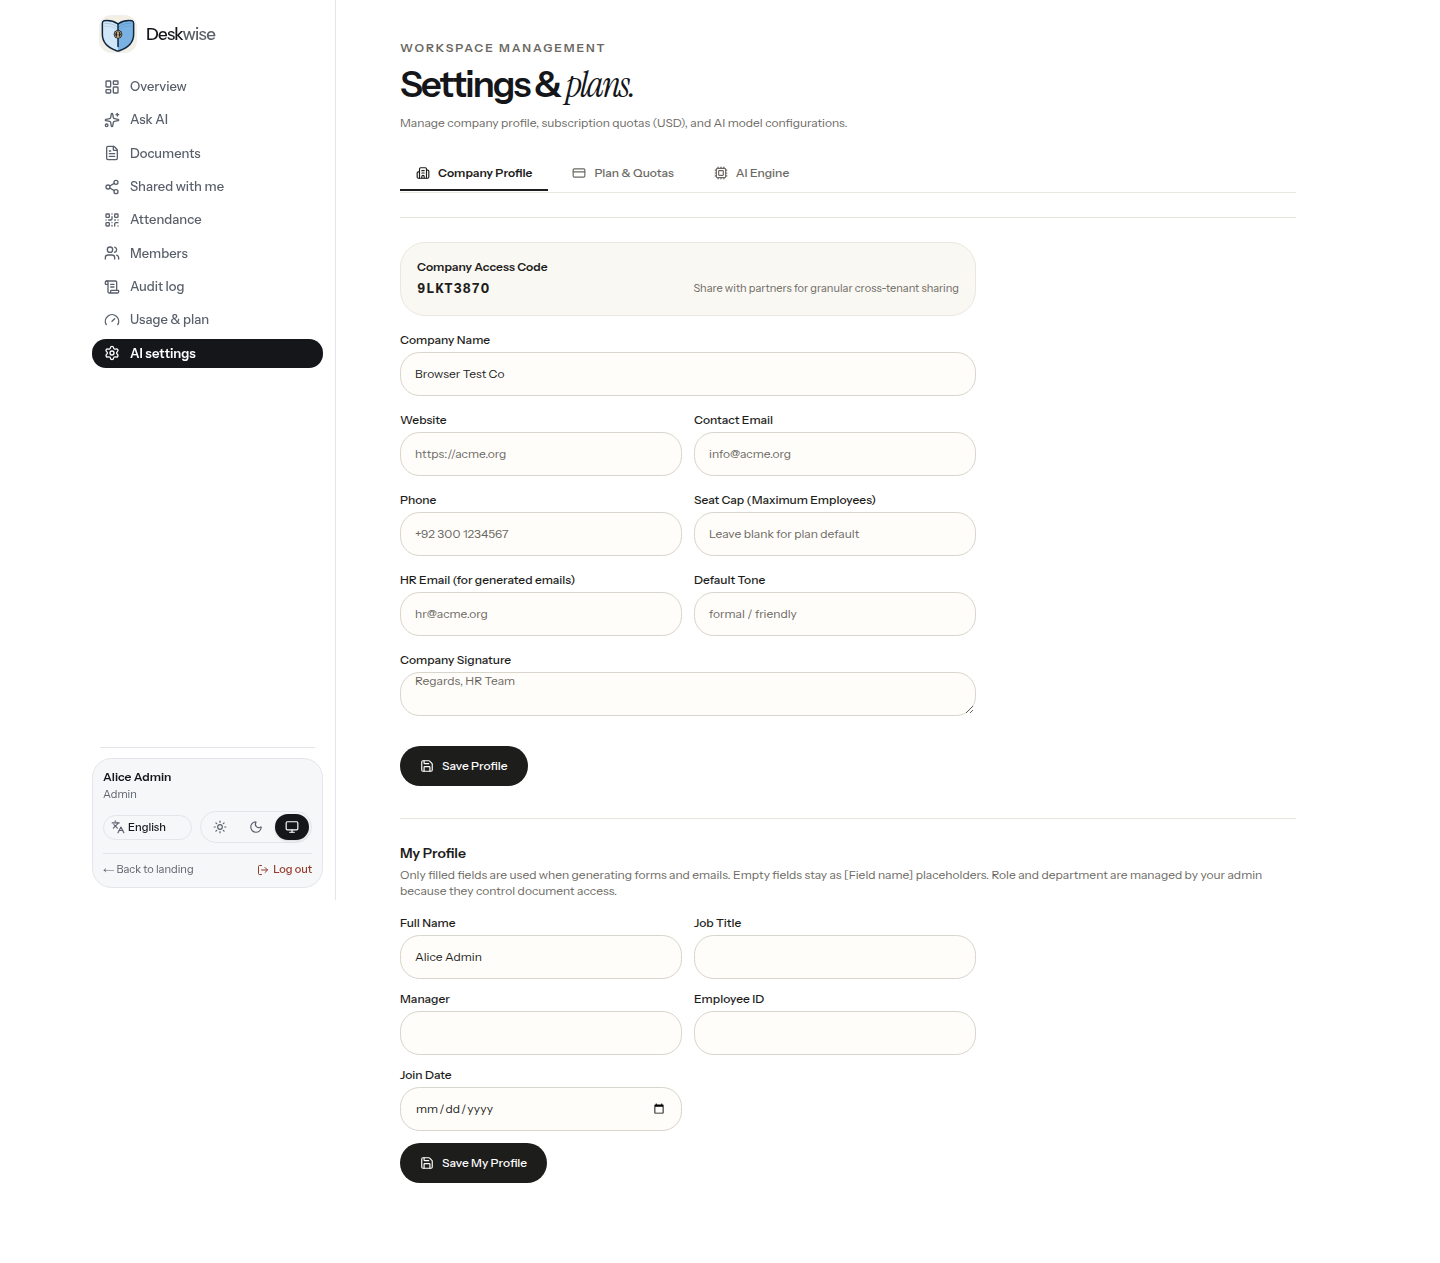 Deskwise
Overview
Ask AI
Documents
Shared with me
Attendance
Members
Audit log
Usage & plan
AI settings
Alice Admin
Admin
English
← Back to landing
Log out
WORKSPACE MANAGEMENT
Settings & plans.
Manage company profile, subscription quotas (USD), and AI model configurations.
Company Profile
Plan & Quotas
AI Engine
Company Access Code
9LKT387O
Share with partners for granular cross-tenant sharing
Company Name
Browser Test Co
Website
Contact Email
https://acme.org
info@acme.org
Phone
Seat Cap (Maximum Employees)
+92 300 1234567
Leave blank for plan default
HR Email (for generated emails)
Default Tone
hr@acme.org
formal / friendly
Company Signature
Regards, HR Team
Save Profile
My Profile
Only filled fields are used when generating forms and emails. Empty fields stay as [Field name] placeholders. Role and department are managed by your admin
because they control document access.
Full Name
Job Title
Alice Admin
Manager
Employee ID
Join Date
mm/dd/yyyy
Save My Profile